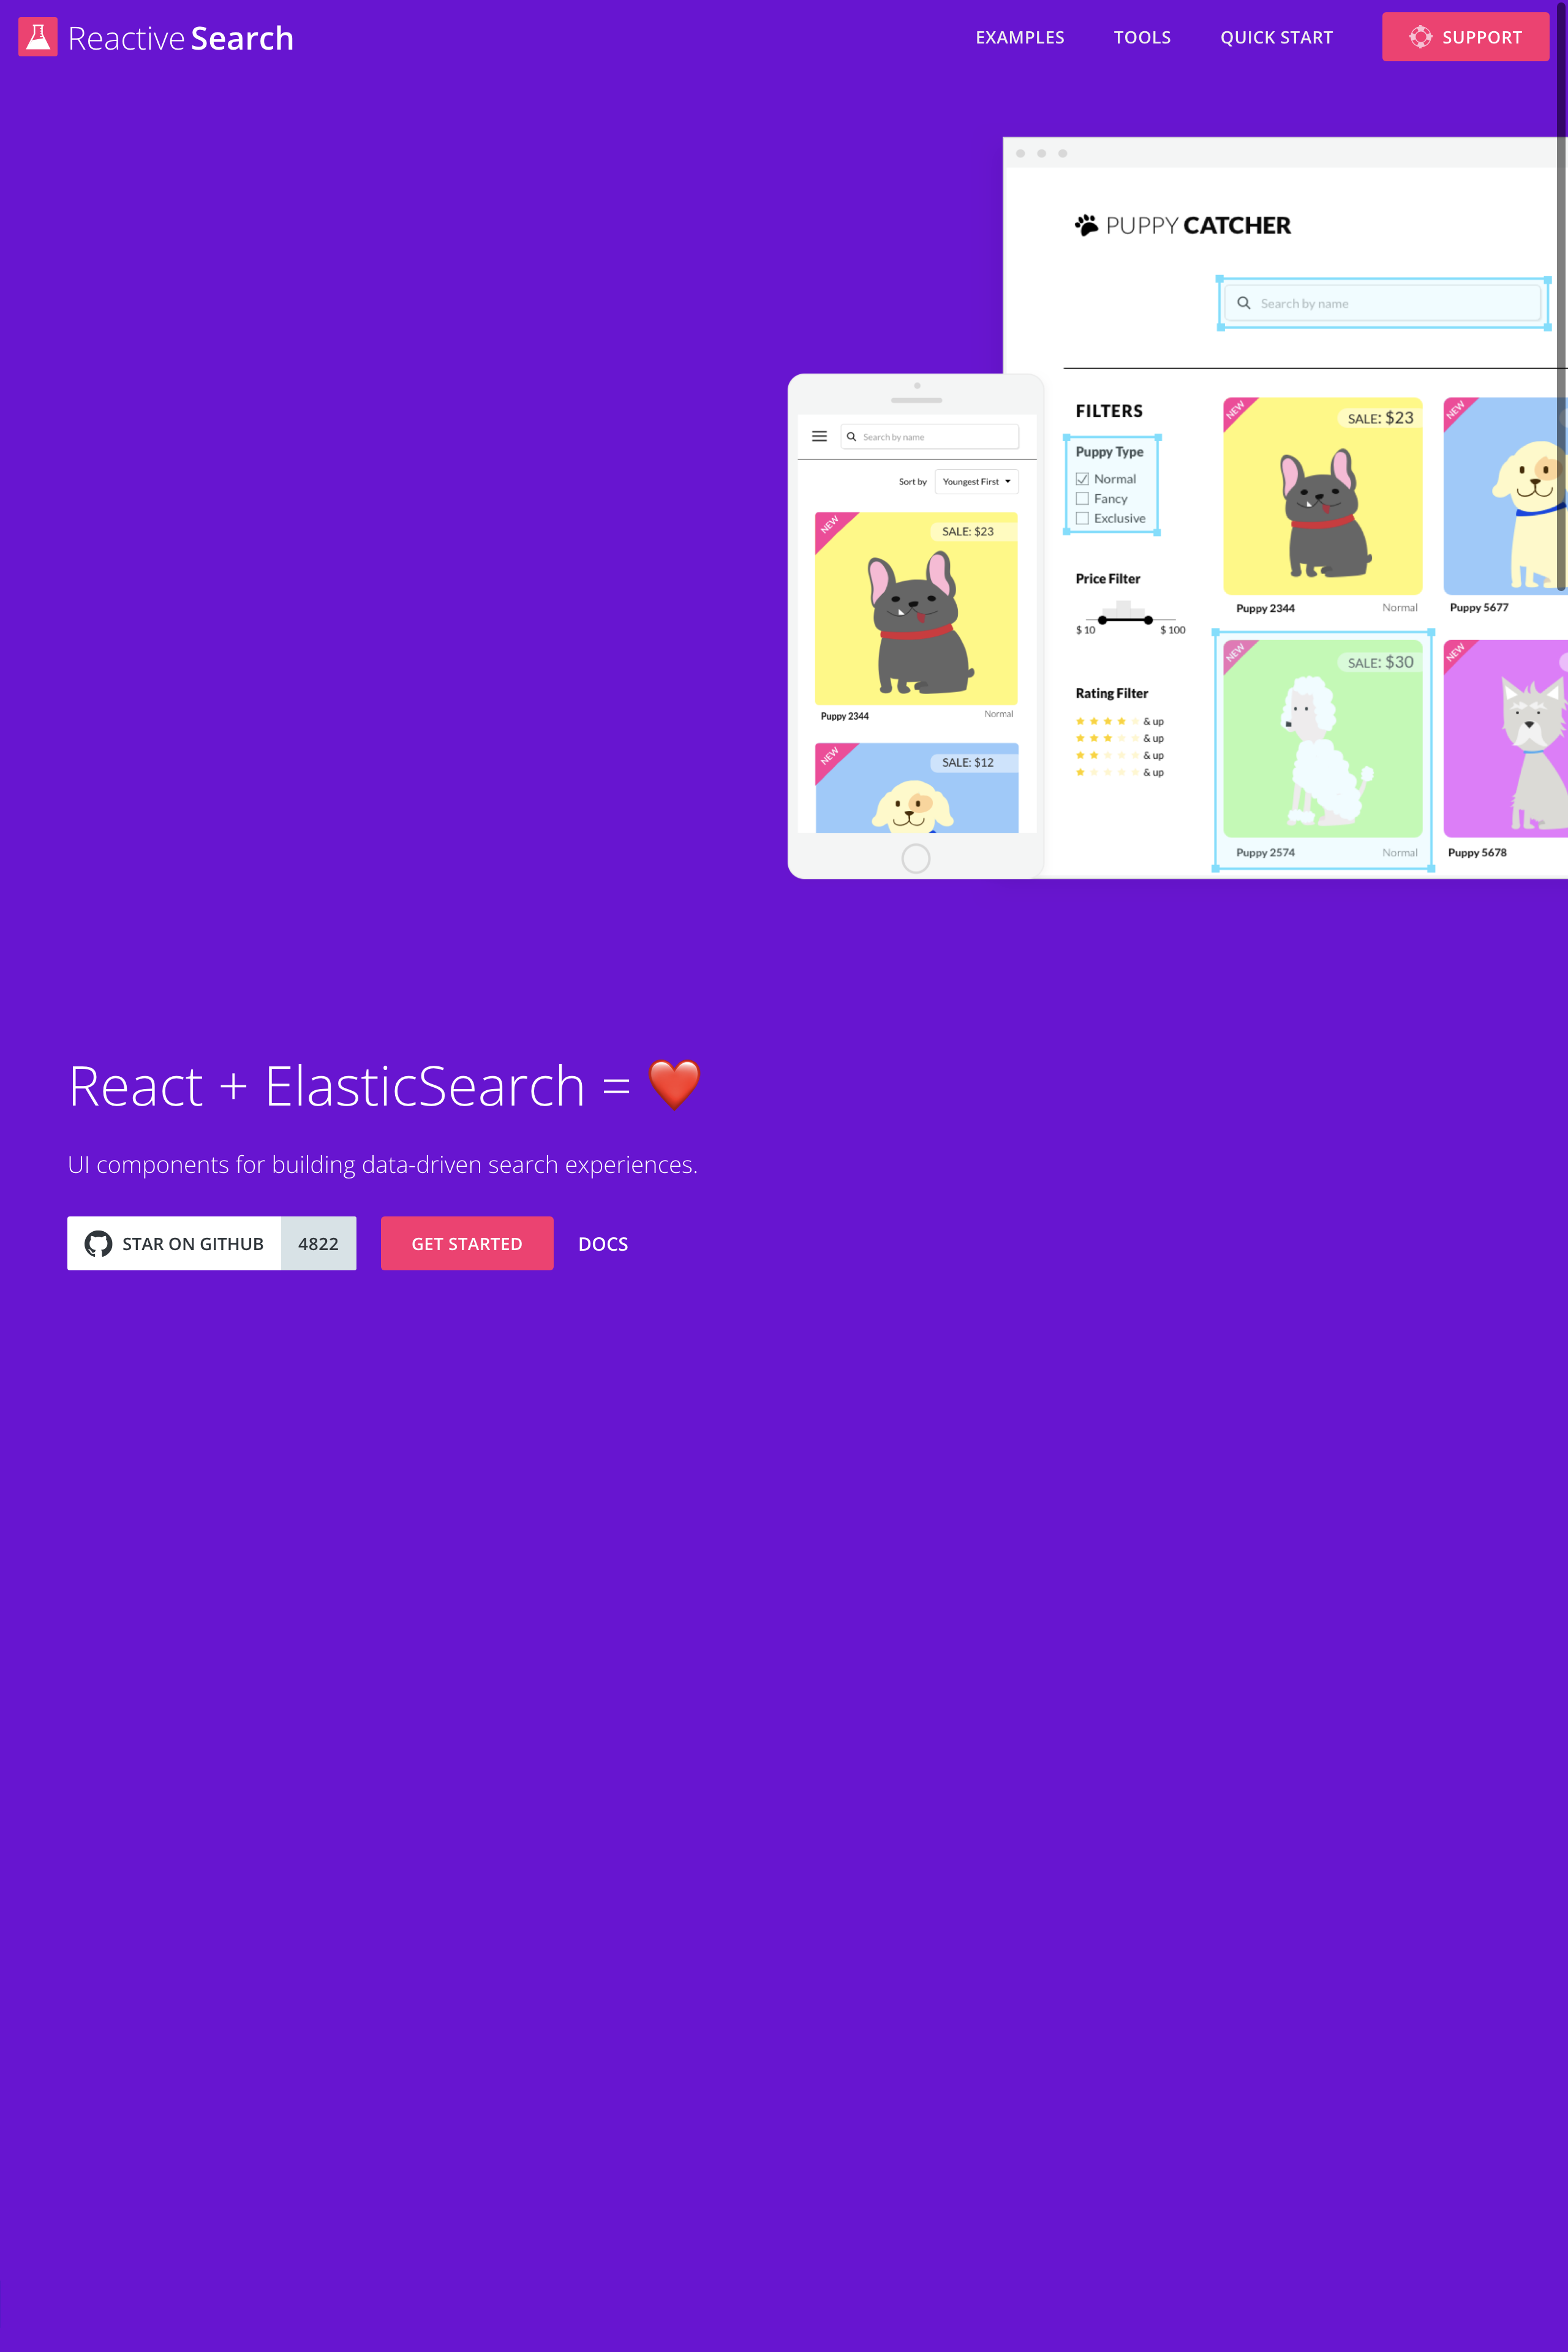 Reactive Search
EXAMPLES
TOOLS
QUICK START
SUPPORT
PUPPY CATCHER
Search by name
FILTERS
Puppy Type
Normal
Fancy
Exclusive
Price Filter
$ 10
$ 100
Rating Filter
& up
& up
& up
& up
NEW
SALE: $23
Puppy 2344
Normal
NEW
Puppy 5677
NEW
SALE: $30
Puppy 2574
Normal
NEW
Puppy 5678
Search by name
Sort by
Youngest First
NEW
SALE: $23
Puppy 2344
Normal
NEW
SALE: $12
React + ElasticSearch = ❤️
UI components for building data-driven search experiences.
STAR ON GITHUB
4822
GET STARTED
DOCS